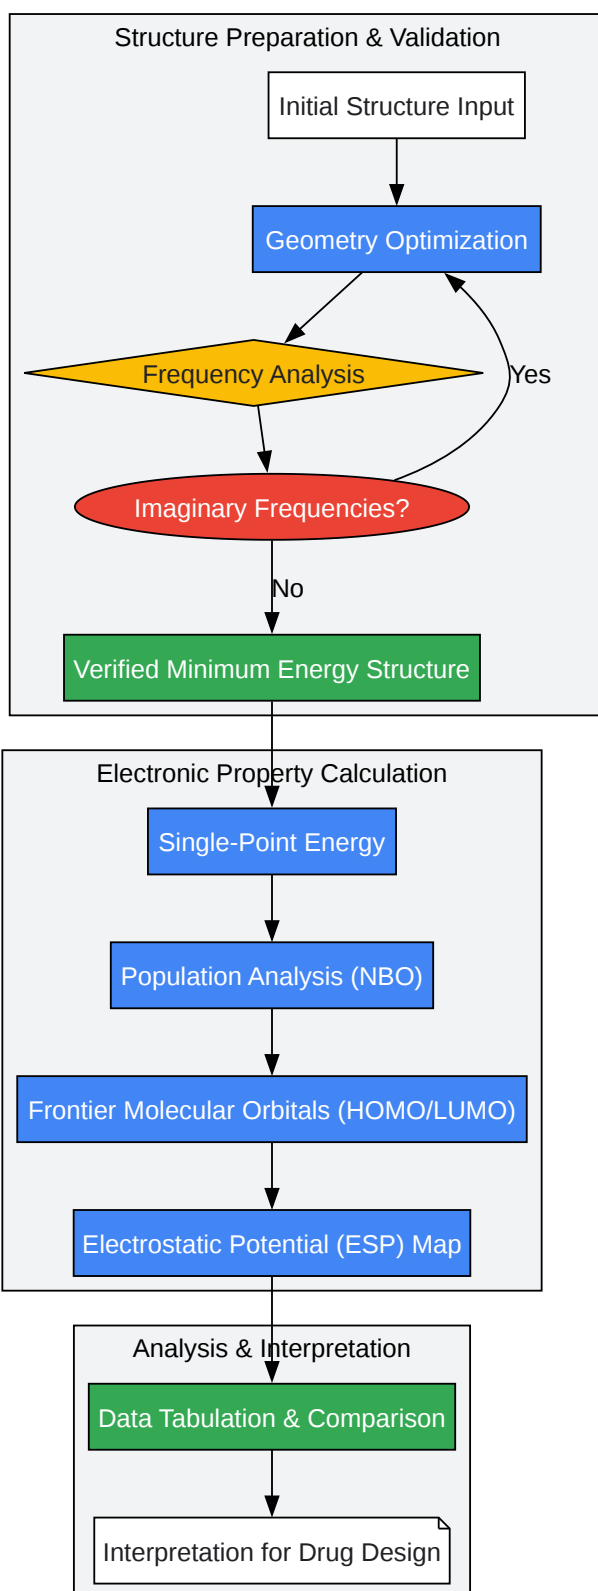 Structure Preparation & Validation
Initial Structure Input
Geometry Optimization
Frequency Analysis
Yes
Imaginary Frequencies?
No
Verified Minimum Energy Structure
Electronic Property Calculation
Single-Point Energy
Population Analysis (NBO)
Frontier Molecular Orbitals (HOMO/LUMO)
Electrostatic Potential (ESP) Map
Analysis & Interpretation
Data Tabulation & Comparison
Interpretation for Drug Design